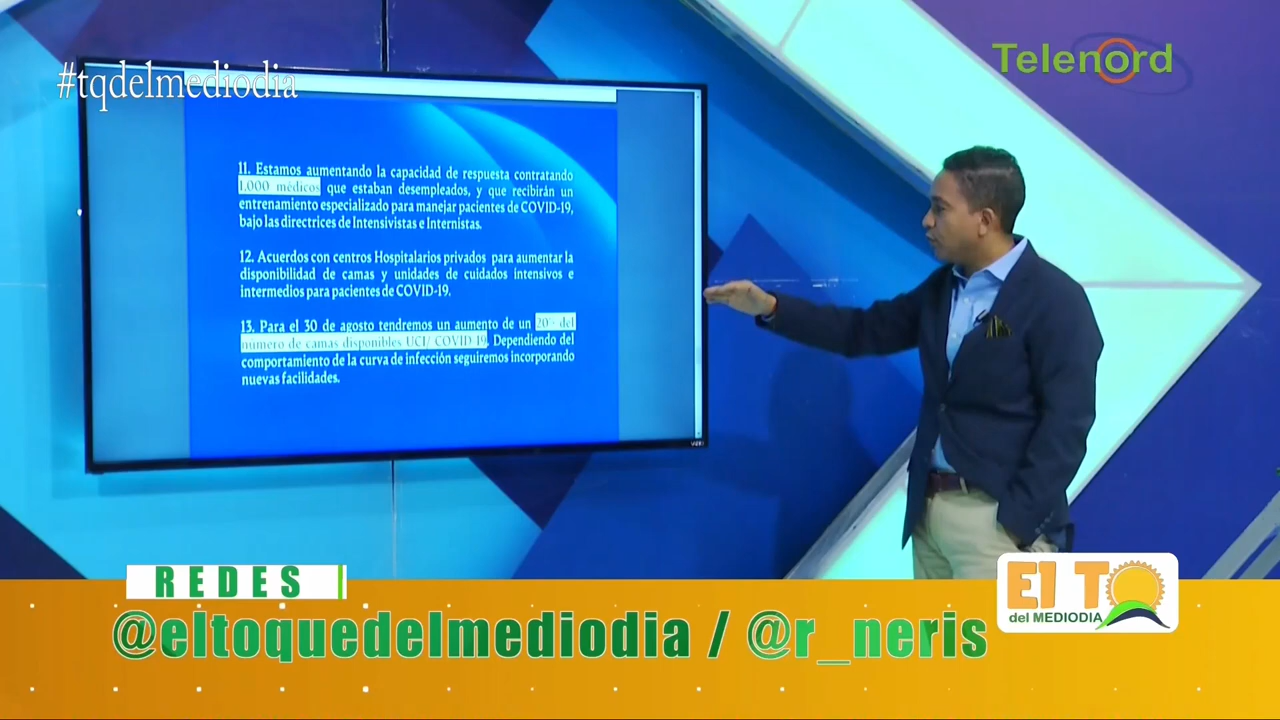 #tqdelmediodia
Telenord
11. Estamos aumentando la capacidad de respuesta contratando
1.000 médicos que estaban desempleados, y que recibirán un
entrenamiento especializado para manejar pacientes de COVID-19,
bajo las directrices de Intensivistas e Internistas.
12. Acuerdos con centros Hospitalarios privados para aumentar la
disponibilidad de camas y unidades de cuidados intensivos e
intermedios para pacientes de COVID-19.
13. Para el 30 de agosto tendremos un aumento de un 20% del
número de camas disponibles UCI/ COVID 19. Dependiendo del
comportamiento de la curva de infección seguiremos incorporando
nuevas facilidades.
REDES
@eltoquedelmediodia / @r_neris
El TO
del MEDIODIA